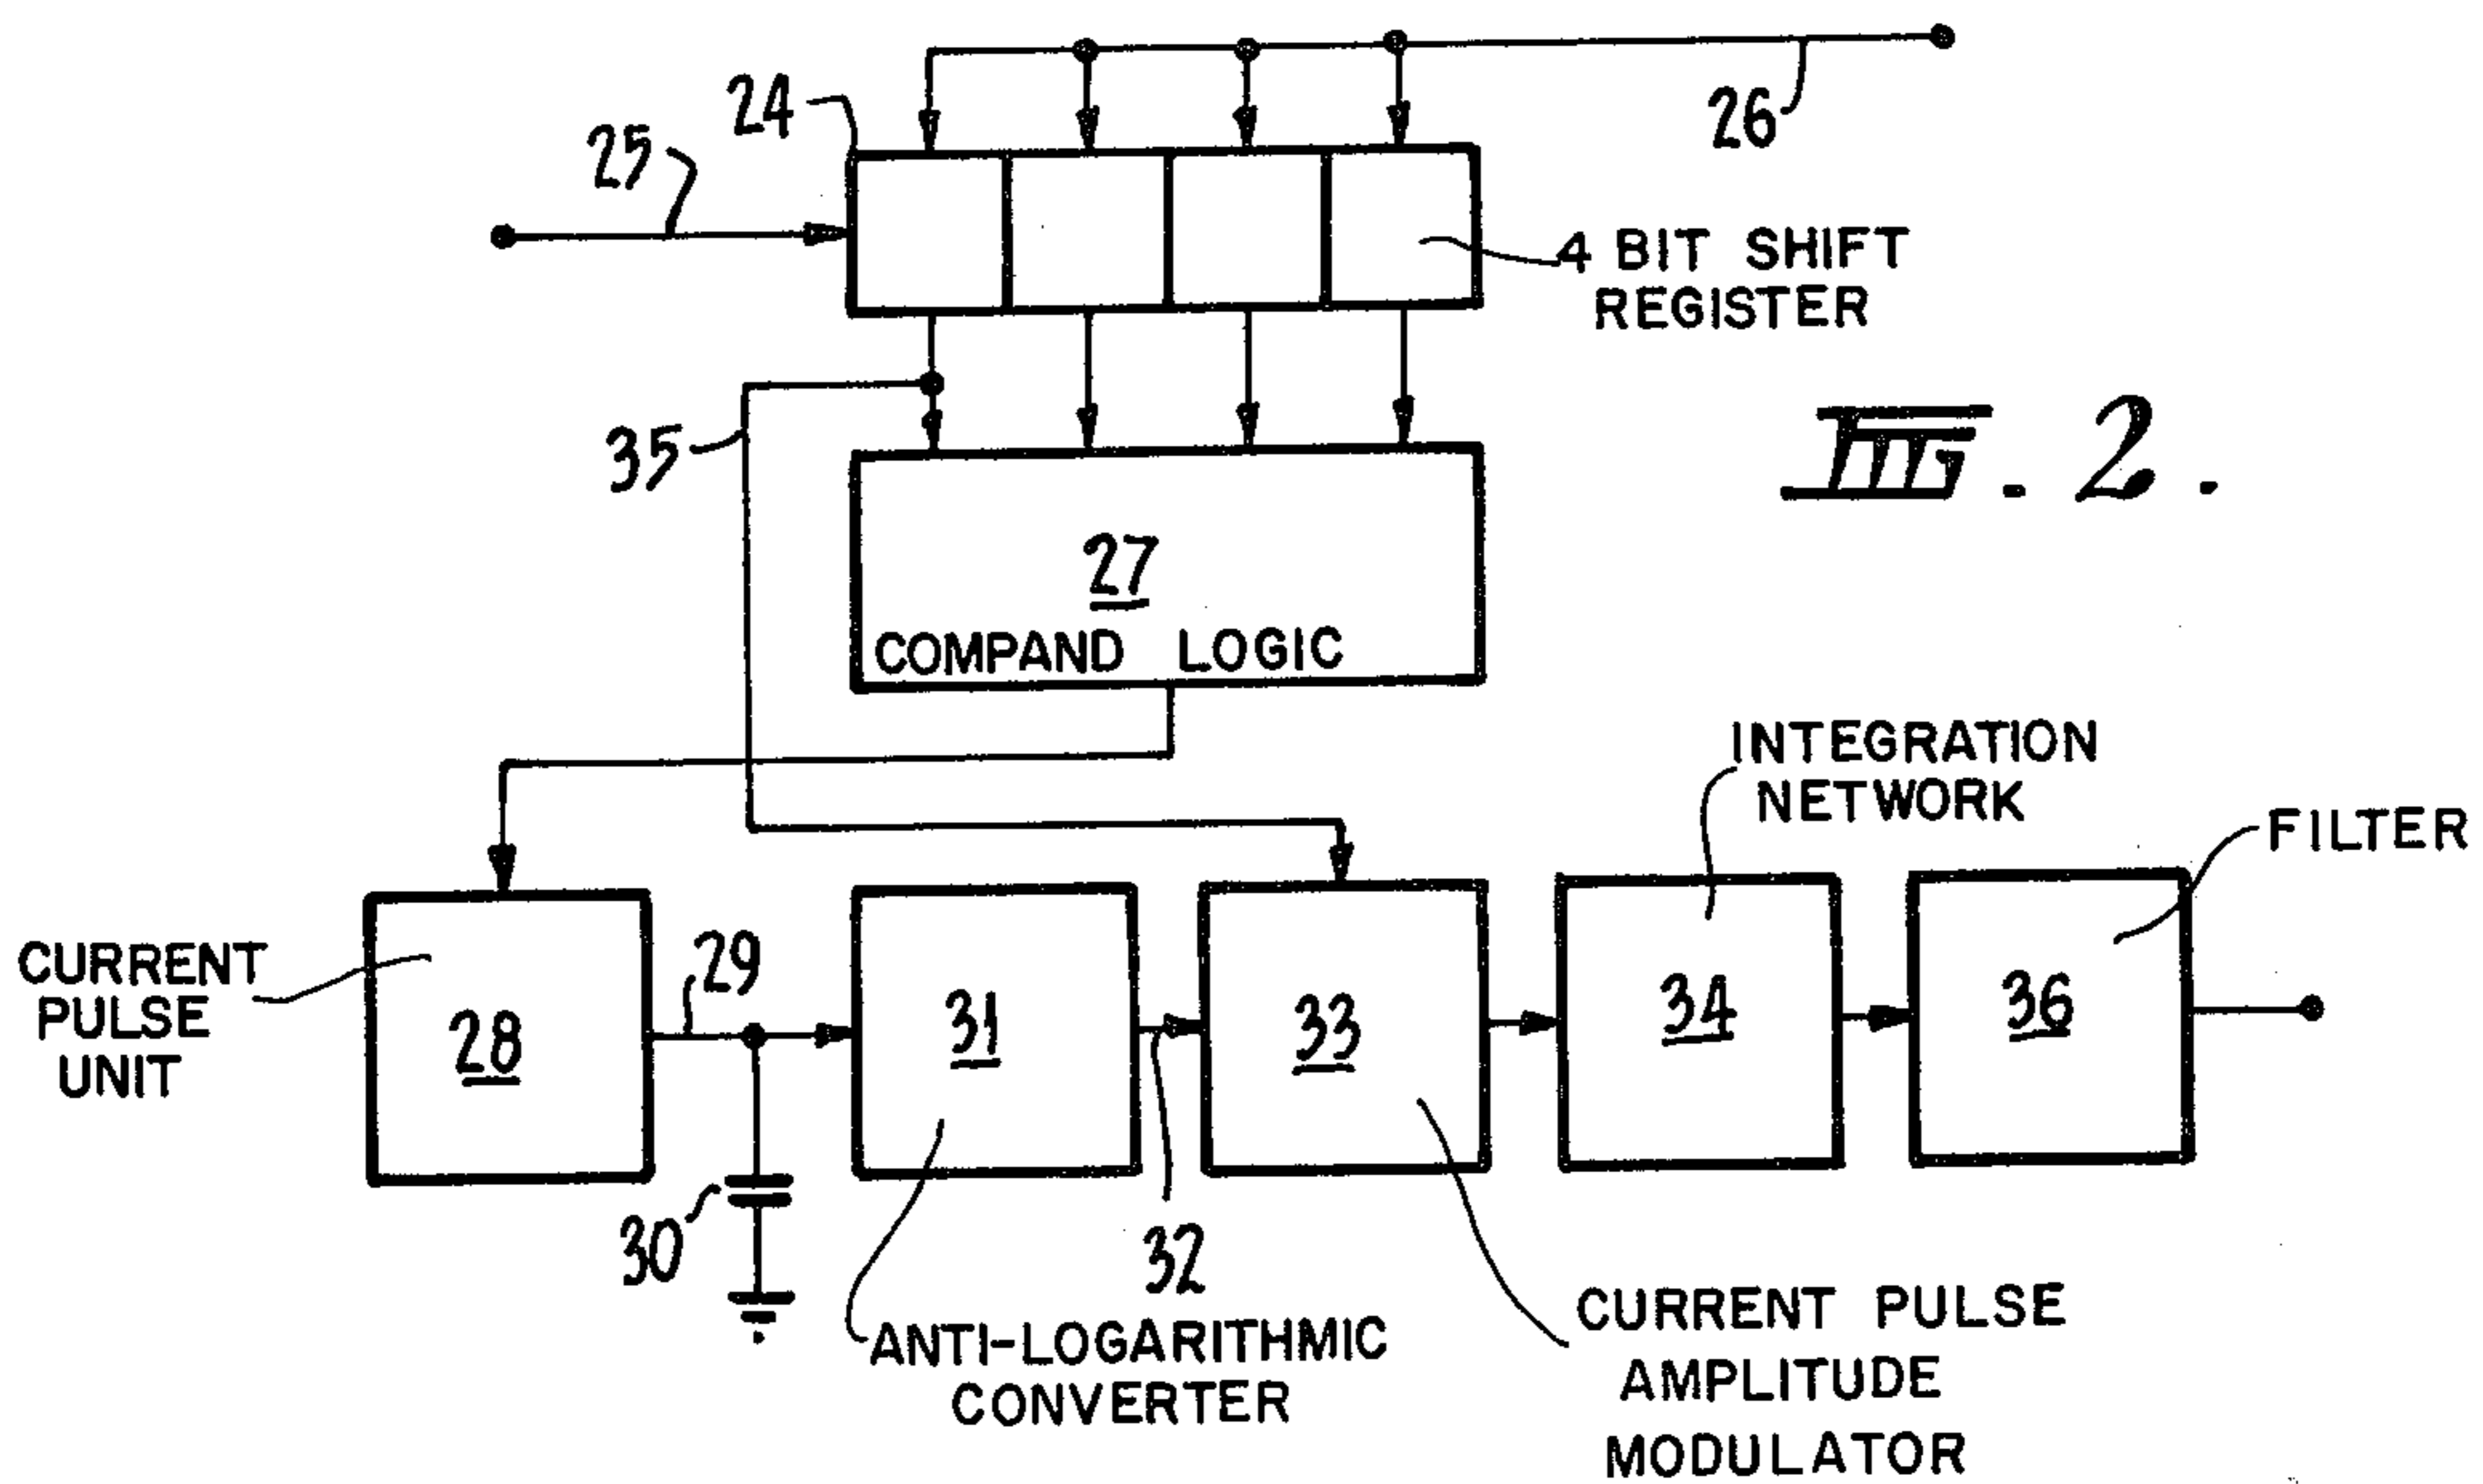 24
25
26
4 BIT SHIFT
REGISTER
35
FIG. 2.
27
COMPAND LOGIC
INTEGRATION
NETWORK
FILTER
CURRENT
PULSE
UNIT
28
29
31
33
34
36
30
32
ANTI-LOGARITHMIC
CONVERTER
CURRENT PULSE
AMPLITUDE
MODULATOR